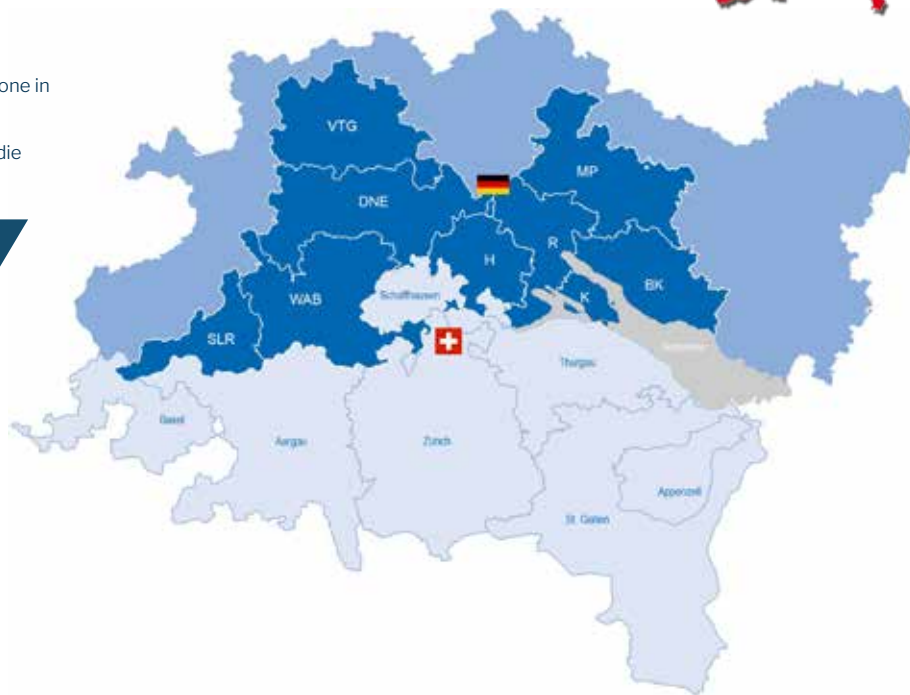 one in
die
VTG
MP
DNE
R
H
BK
K
WAB
Schaffhausen
SLR
Thurgau
Basel
Aargau
Zürich
Appenzell
St. Gallen